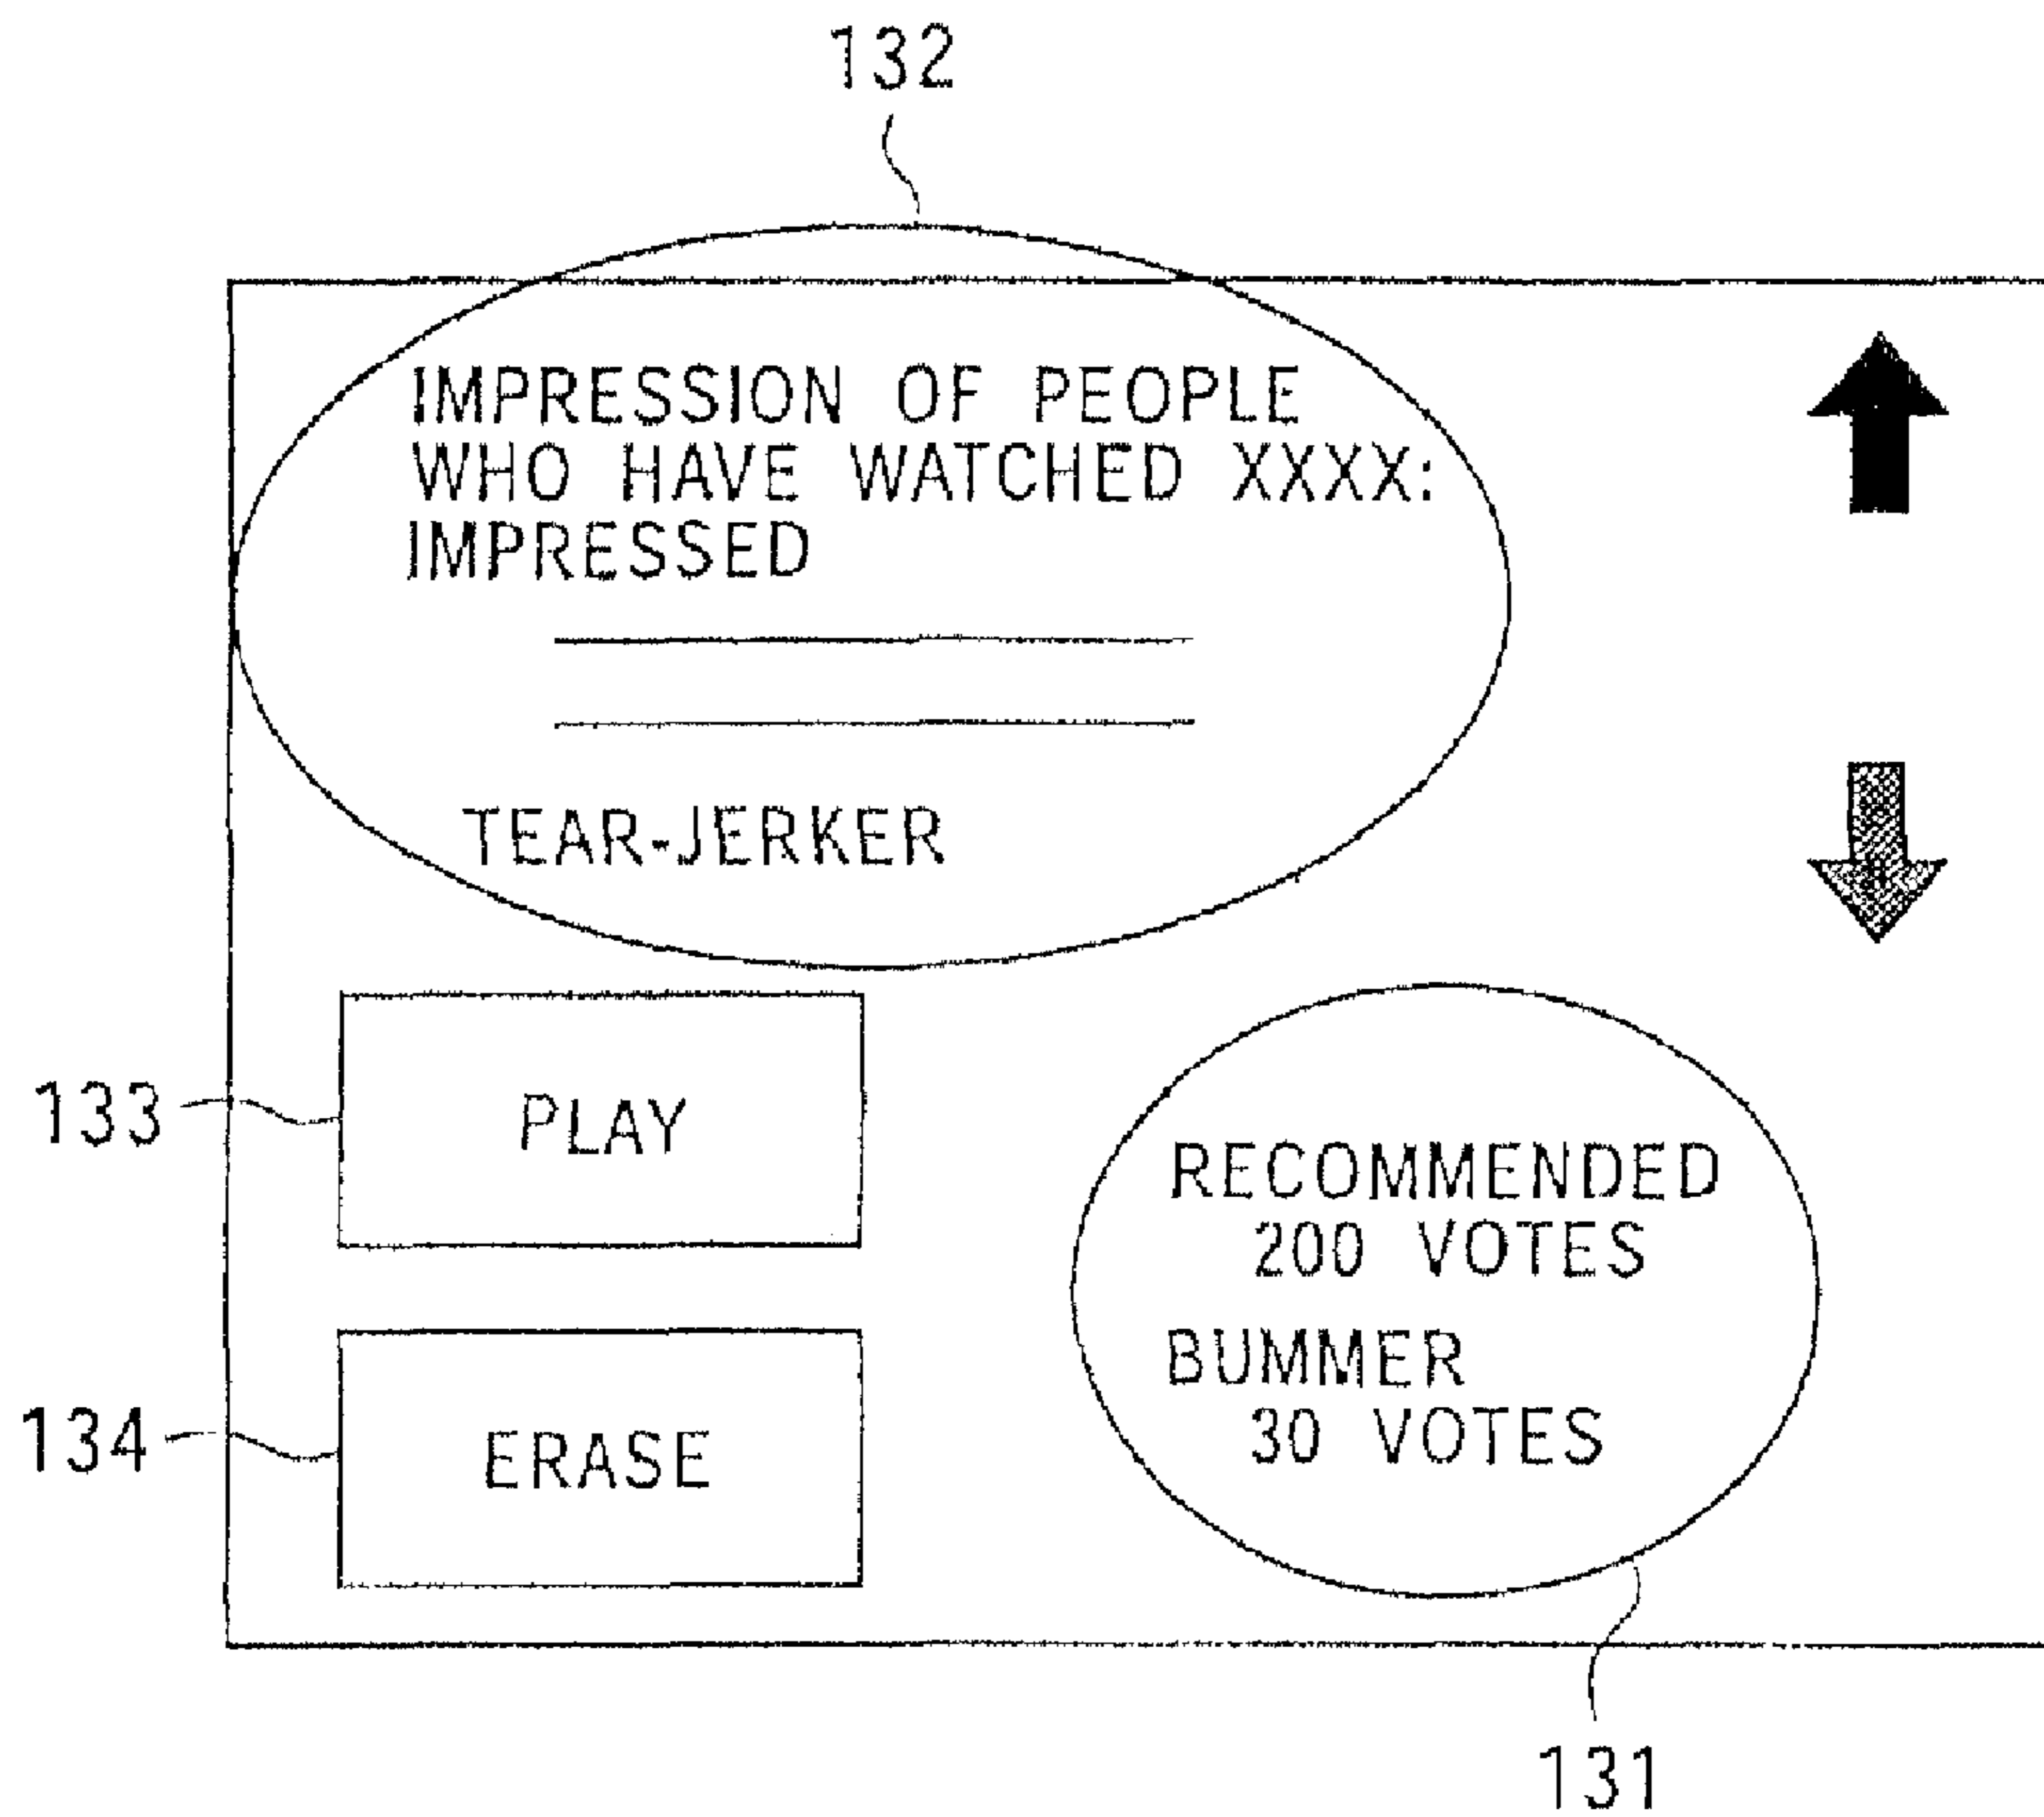 132
IMPRESSION OF PEOPLE
WHO HAVE WATCHED XXXX:
IMPRESSED
TEAR-JERKER
133
PLAY
RECOMMENDED
200 VOTES
BUMMER
30 VOTES
134
ERASE
131